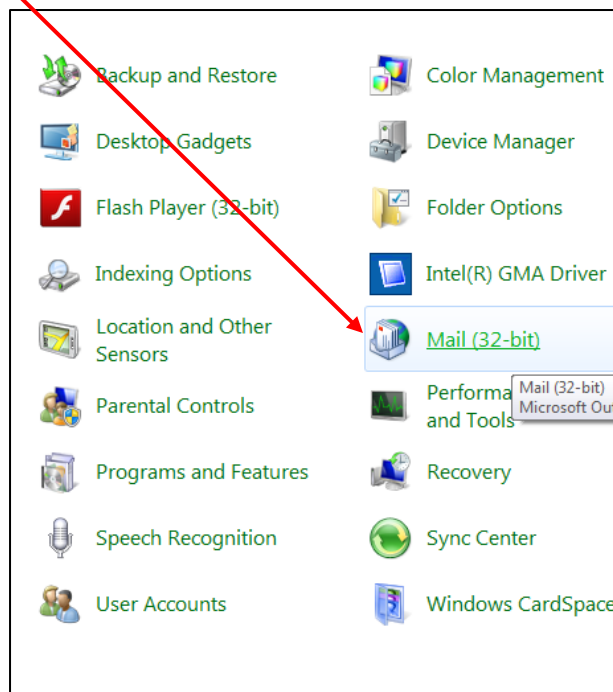 Backup and Restore
Color Management
Desktop Gadgets
Device Manager
Flash Player (32-bit)
Folder Options
Indexing Options
Intel(R) GMA Driver
Location and Other
Sensors
Mail (32-bit)
Parental Controls
Performa
and Tools
Mail (32-bit)
Microsoft Ou
Programs and Features
Recovery
Speech Recognition
Sync Center
User Accounts
Windows CardSpace